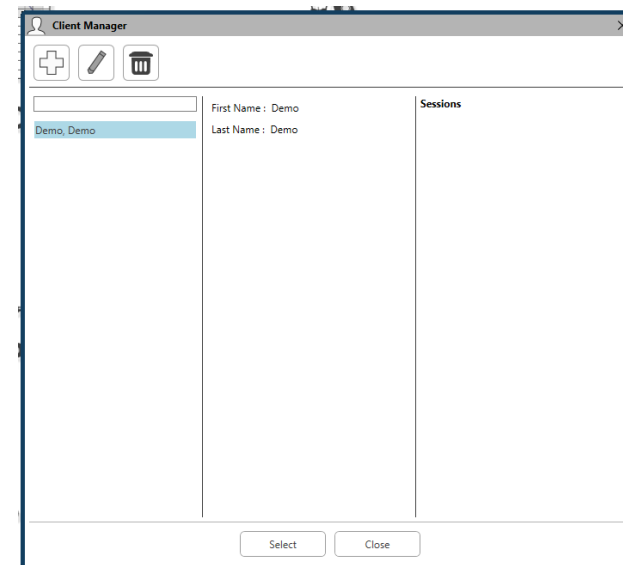 Client Manager
First Name : Demo
Last Name : Demo
Sessions
Demo, Demo
Select
Close